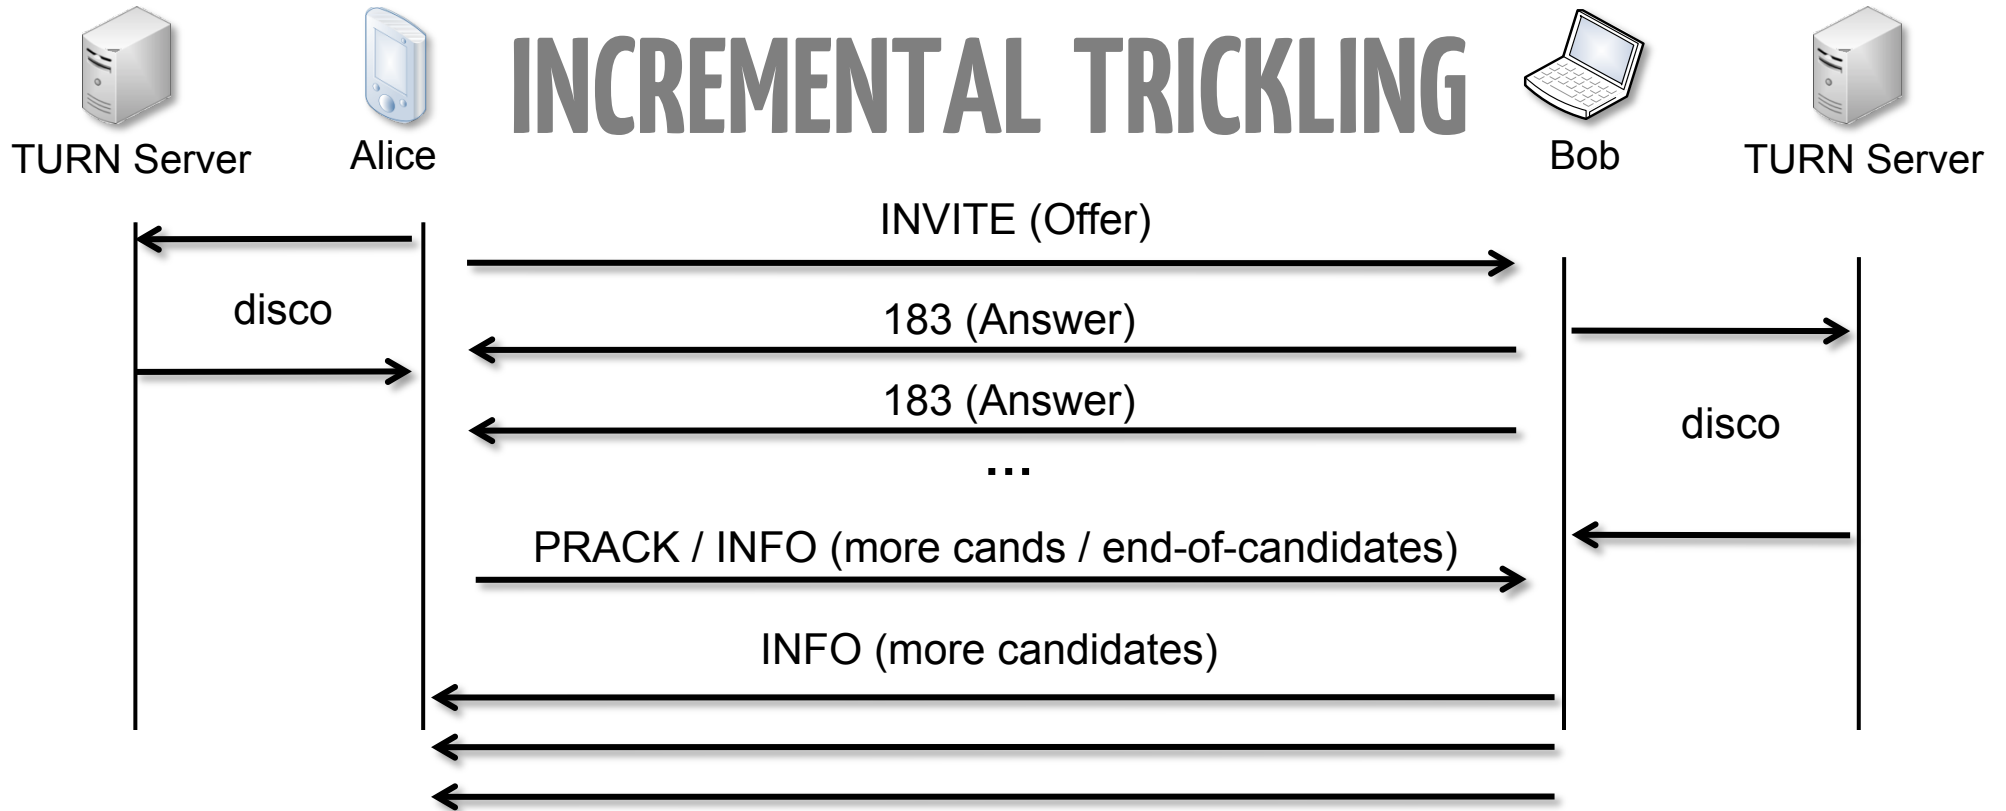 INCREMENTAL TRICKLING
TURN Server
Alice
Bob
TURN Server
INVITE (Offer)
disco
183 (Answer)
183 (Answer)
disco
...
PRACK / INFO (more cands / end-of-candidates)
INFO (more candidates)